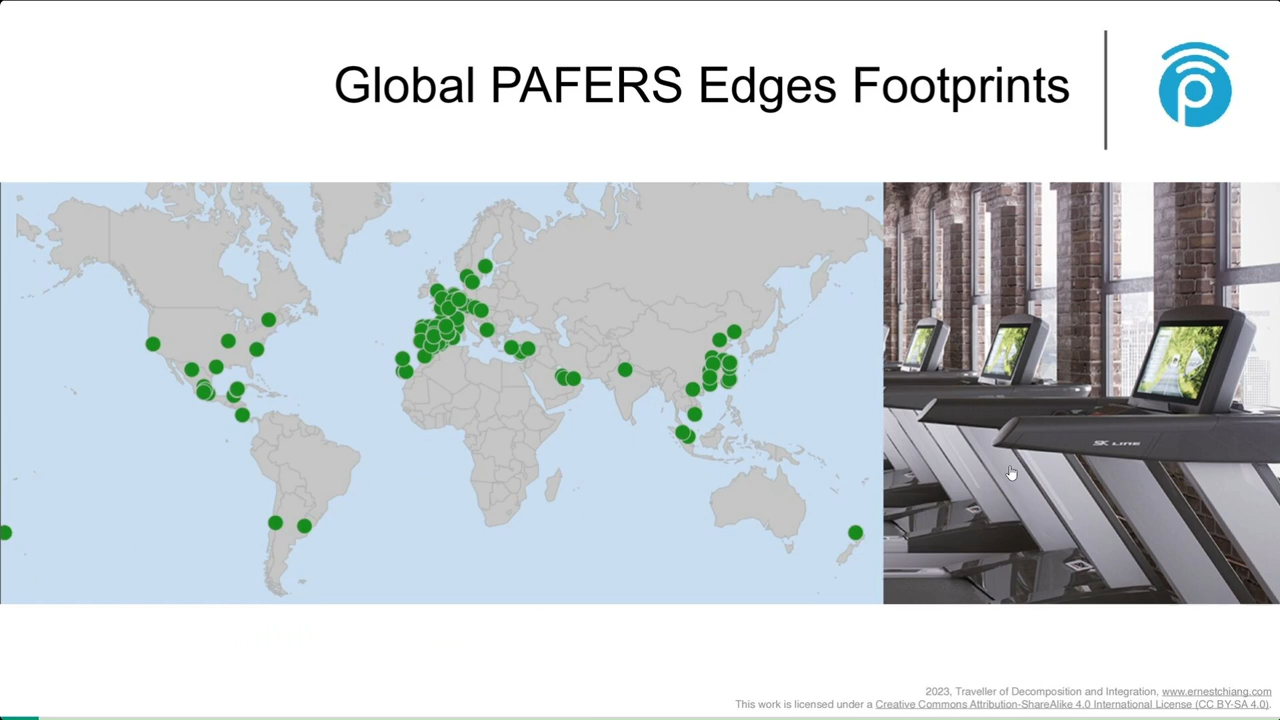 Global PAFERS Edges Footprints
SK LINE
2023, Traveller of Decomposition and Integration, www.ernestchiang.com
This work is licensed under a Creative Commons Attribution-ShareAlike 4.0 International License (CC BY-SA 4.0).